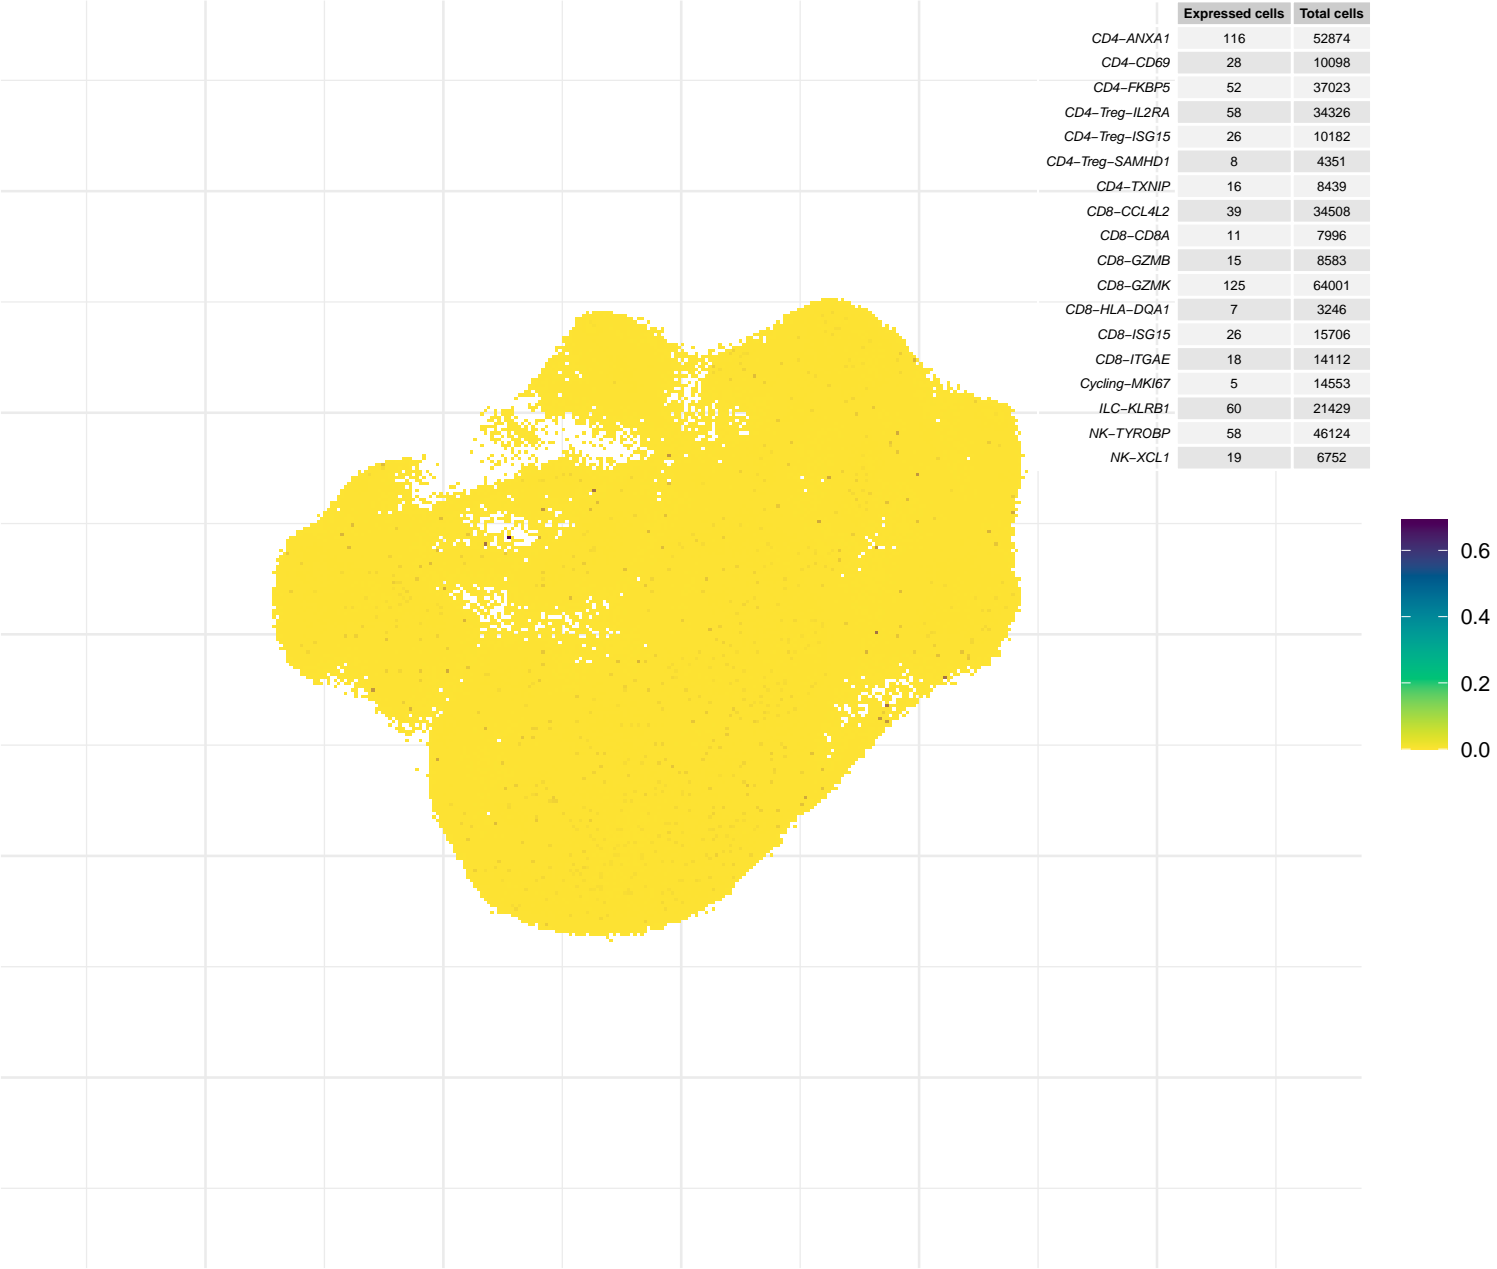 Expressed cells Total cells
CD4−ANXA1 116 52874
CD4−CD69 28 10098
CD4−FKBP5 52 37023
CD4−Treg−IL2RA 58 34326
CD4−Treg−ISG15 26 10182
CD4−Treg−SAMHD1 8 4351
CD4−TXNIP 16 8439
CD8−CCL4L2 39 34508
CD8−CD8A 11 7996
CD8−GZMB 15 8583
CD8−GZMK 125 64001
CD8−HLA−DQA1 7 3246
CD8−ISG15 26 15706
CD8−ITGAE 18 14112
Cycling−MKI67 5 14553
ILC−KLRB1 60 21429
NK−TYROBP 58 46124
NK−XCL1 19 6752
0.6
0.4
0.2
0.0